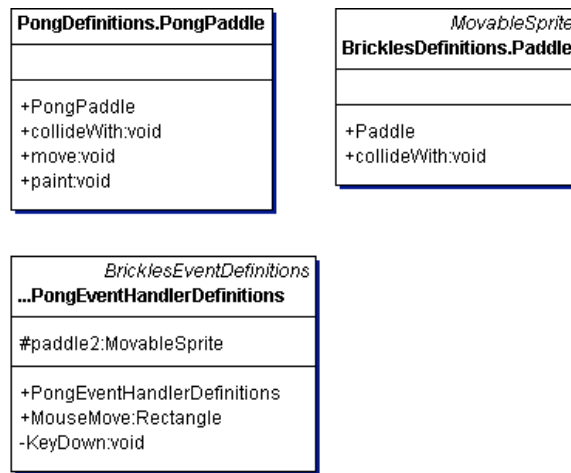 PongDefinitions.PongPaddle
+PongPaddle
+collideWith:void
+move:void
+paint:void
MovableSprite
BricklesDefinitions.Paddle
+Paddle
+collideWith:void
BricklesEventDefinitions
...PongEventHandlerDefinitions
#paddle2:MovableSprite
+PongEventHandlerDefinitions
+MouseMove:Rectangle
-KeyDown:void